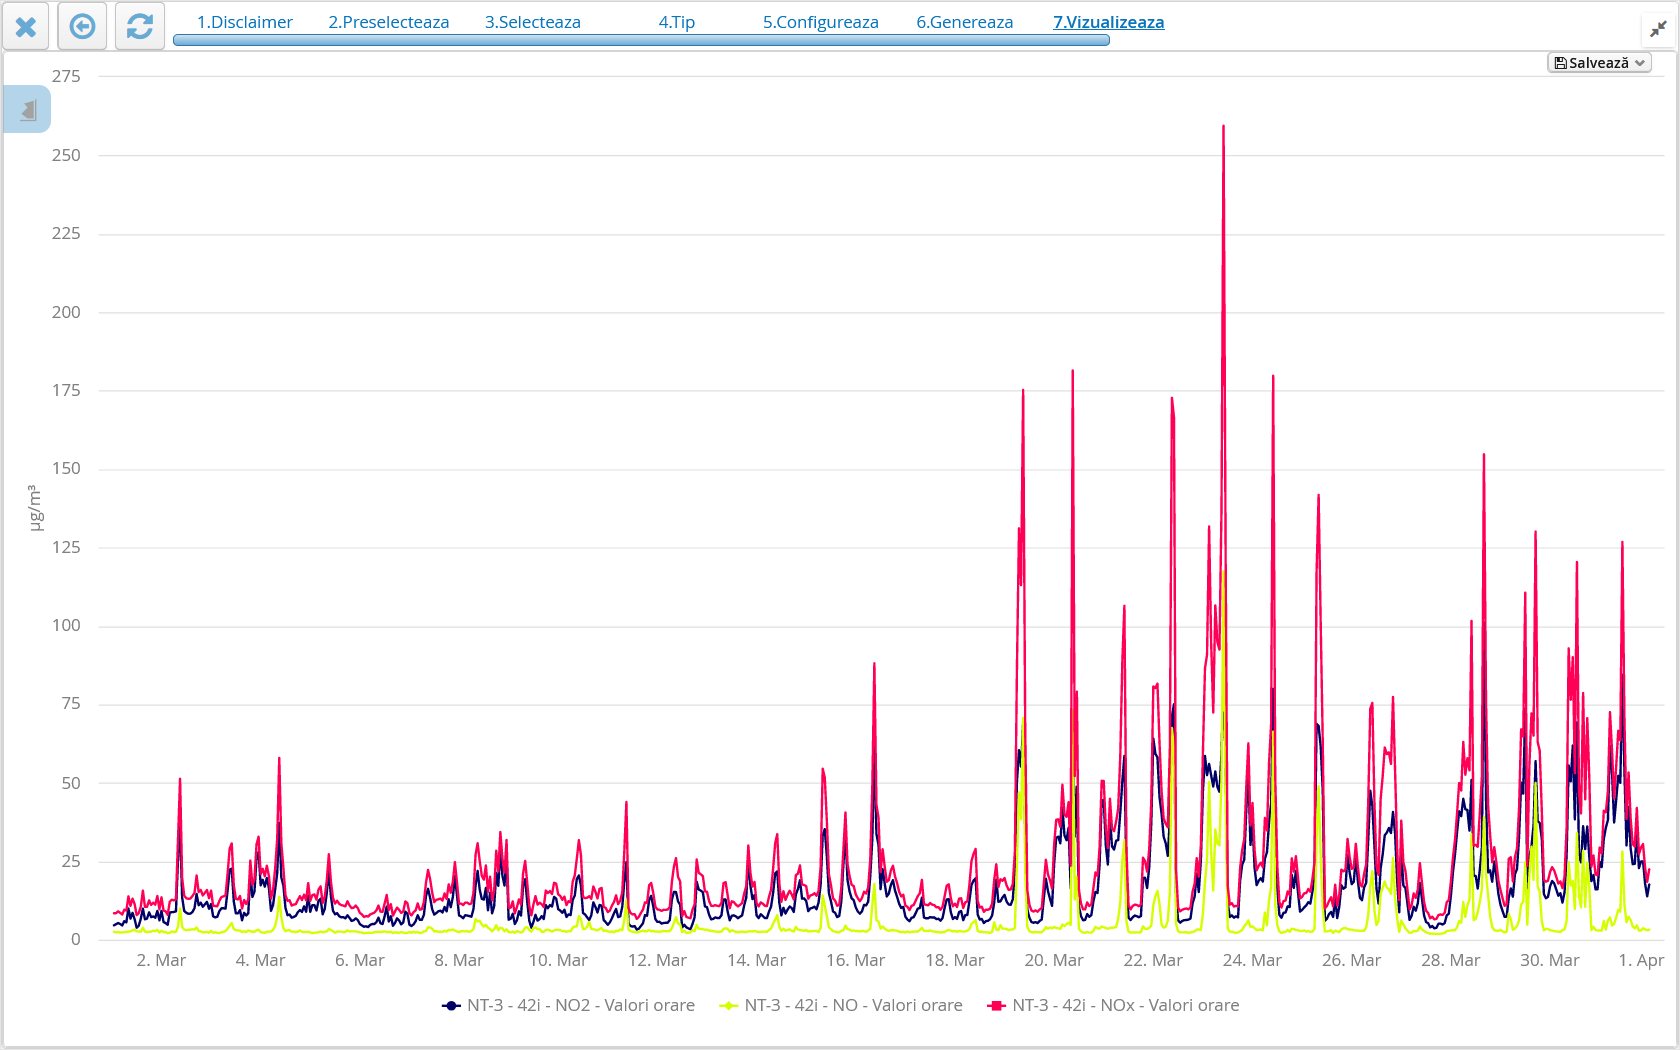 1.Disclaimer 2.Preselecteaza 3.Selecteaza 4.Tip 5.Configureaza 6.Genereaza 7.Vizualizeaza
Salvează
275
250
225
200
175
150
125
100
75
50
25
0
µg/m³
2. Mar 4. Mar 6. Mar 8. Mar 10. Mar 12. Mar 14. Mar 16. Mar 18. Mar 20. Mar 22. Mar 24. Mar 26. Mar 28. Mar 30. Mar 1. Apr
NT-3 - 42i - NO2 - Valori orare NT-3 - 42i - NO - Valori orare NT-3 - 42i - NOx - Valori orare